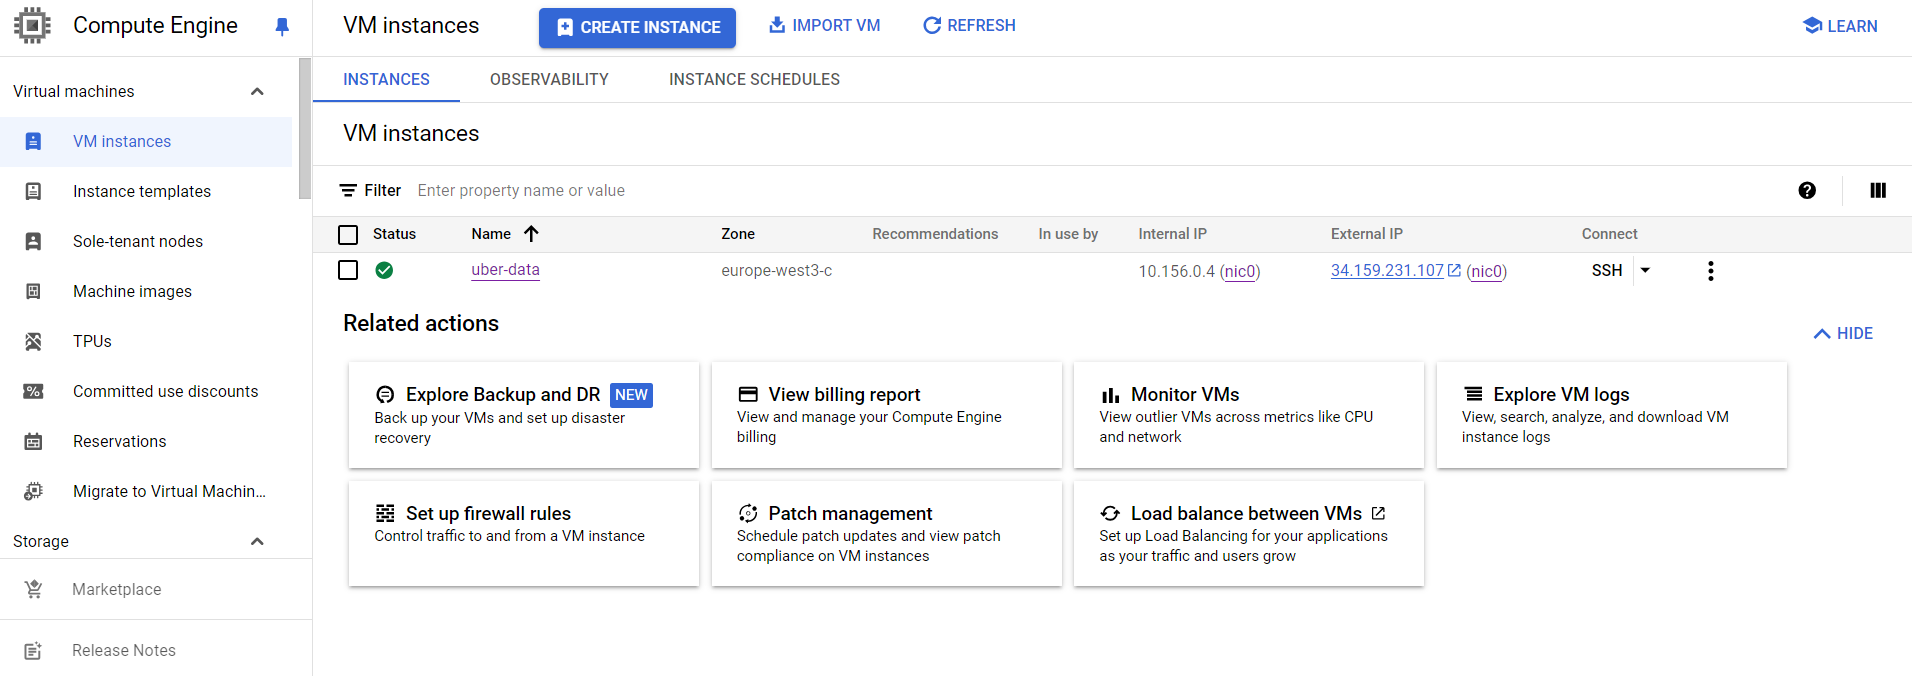 Compute Engine
VM instances
CREATE INSTANCE
IMPORT VM
REFRESH
LEARN
Virtual machines
VM instances
Instance templates
Sole-tenant nodes
Machine images
TPUs
Committed use discounts
Reservations
Migrate to Virtual Machin...
Storage
Marketplace
Release Notes
INSTANCES OBSERVABILITY INSTANCE SCHEDULES
VM instances
Filter Enter property name or value
Status Name Zone Recommendations In use by Internal IP External IP Connect
uber-data europe-west3-c 10.156.0.4 (nic0) 34.159.231.107 (nic0) SSH
Related actions
HIDE
Explore Backup and DR NEW
Back up your VMs and set up disaster
recovery
View billing report
View and manage your Compute Engine
billing
Monitor VMs
View outlier VMs across metrics like CPU
and network
Explore VM logs
View, search, analyze, and download VM
instance logs
Set up firewall rules
Control traffic to and from a VM instance
Patch management
Schedule patch updates and view patch
compliance on VM instances
Load balance between VMs
Set up Load Balancing for your applications
as your traffic and users grow